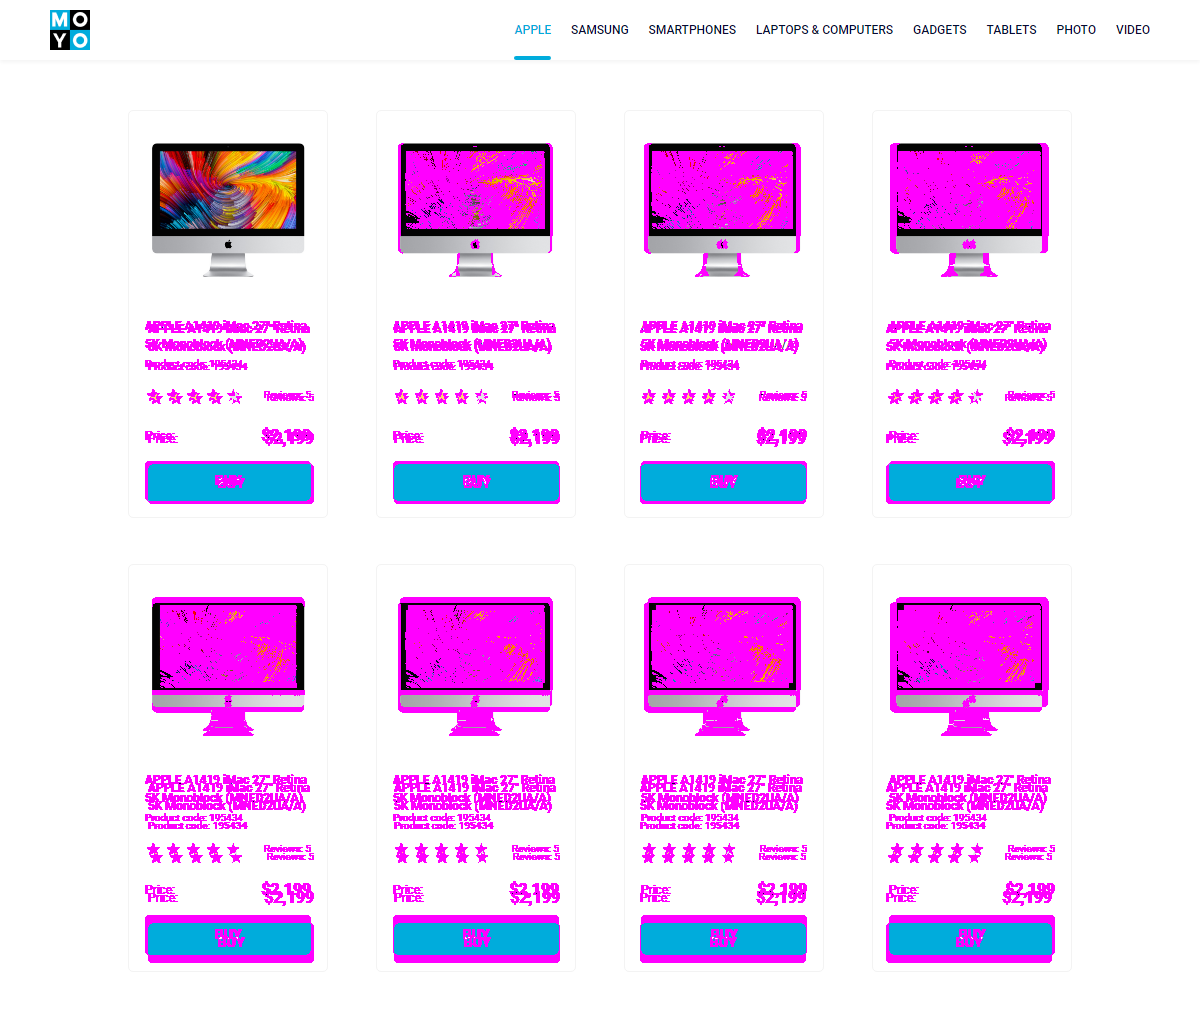 MO
YO
APPLE SAMSUNG SMARTPHONES LAPTOPS & COMPUTERS GADGETS TABLETS PHOTO VIDEO
APPLE A1419 iMac 27" Retina
5K Monoblock (MNED2UA/A)
Product code: 195434
Reviews: 5
Price: $2,199
BUY
APPLE A1419 iMac 27" Retina
5K Monoblock (MNED2UA/A)
Product code: 195434
Reviews: 5
Price: $2,199
BUY
APPLE A1419 iMac 27" Retina
5K Monoblock (MNED2UA/A)
Product code: 195434
Reviews: 5
Price: $2,199
BUY
APPLE A1419 iMac 27" Retina
5K Monoblock (MNED2UA/A)
Product code: 195434
Reviews: 5
Price: $2,199
BUY
APPLE A1419 iMac 27" Retina
5K Monoblock (MNED2UA/A)
Product code: 195434
Reviews: 5
Price: $2,199
BUY
APPLE A1419 iMac 27" Retina
5K Monoblock (MNED2UA/A)
Product code: 195434
Reviews: 5
Price: $2,199
BUY
APPLE A1419 iMac 27" Retina
5K Monoblock (MNED2UA/A)
Product code: 195434
Reviews: 5
Price: $2,199
BUY
APPLE A1419 iMac 27" Retina
5K Monoblock (MNED2UA/A)
Product code: 195434
Reviews: 5
Price: $2,199
BUY